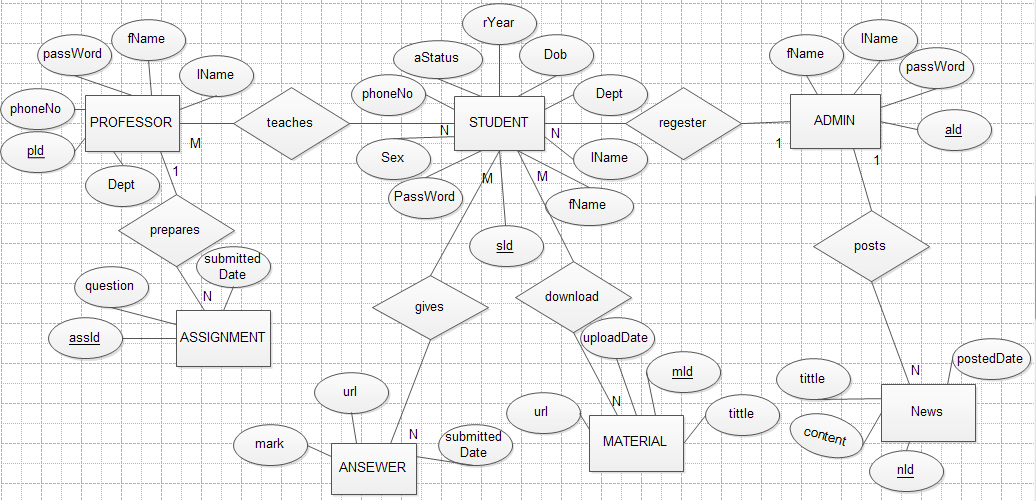 rYear
fName
passWord
lName
phoneNo
pId
PROFESSOR
Dept
M
1
teaches
aStatus
Dob
phoneNo
Dept
STUDENT
N
N
Sex
lName
PassWord
fName
M
M
sId
regester
fName
lName
passWord
ADMIN
aId
1
1
prepares
submitted
Date
question
N
assId
ASSIGNMENT
gives
download
posts
uploadDate
mId
url
N
url
tittle
MATERIAL
mark
N
submitted
Date
ANSEWER
N
postedDate
tittle
content
News
nId